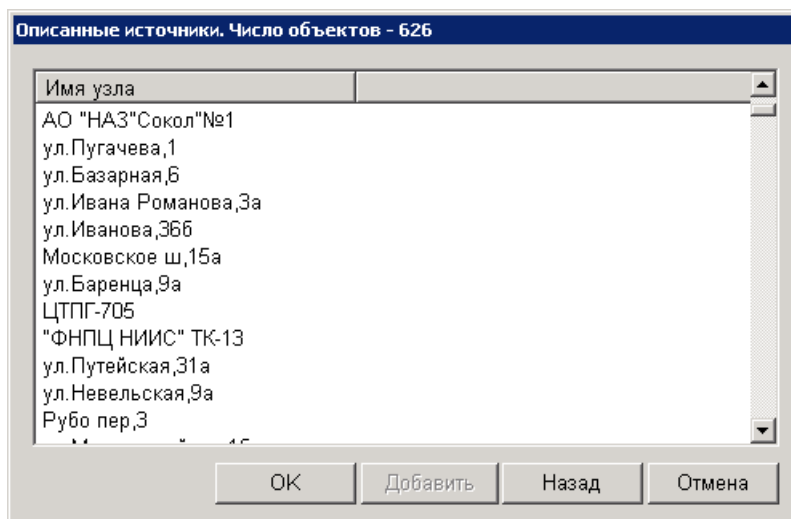 Описанные источники. Число объектов - 626
Имя узла
АО "НАЗ"Сокол"№1
ул.Пугачева,1
ул.Базарная,6
ул.Ивана Романова,3а
ул.Иванова,36б
Московское ш,15а
ул.Баренца,9а
ЦТПГ-705
"ФНПЦ НИИС" ТК-13
ул.Путейская,31а
ул.Невельская,9а
Рубо пер,3
OK Добавить Назад Отмена